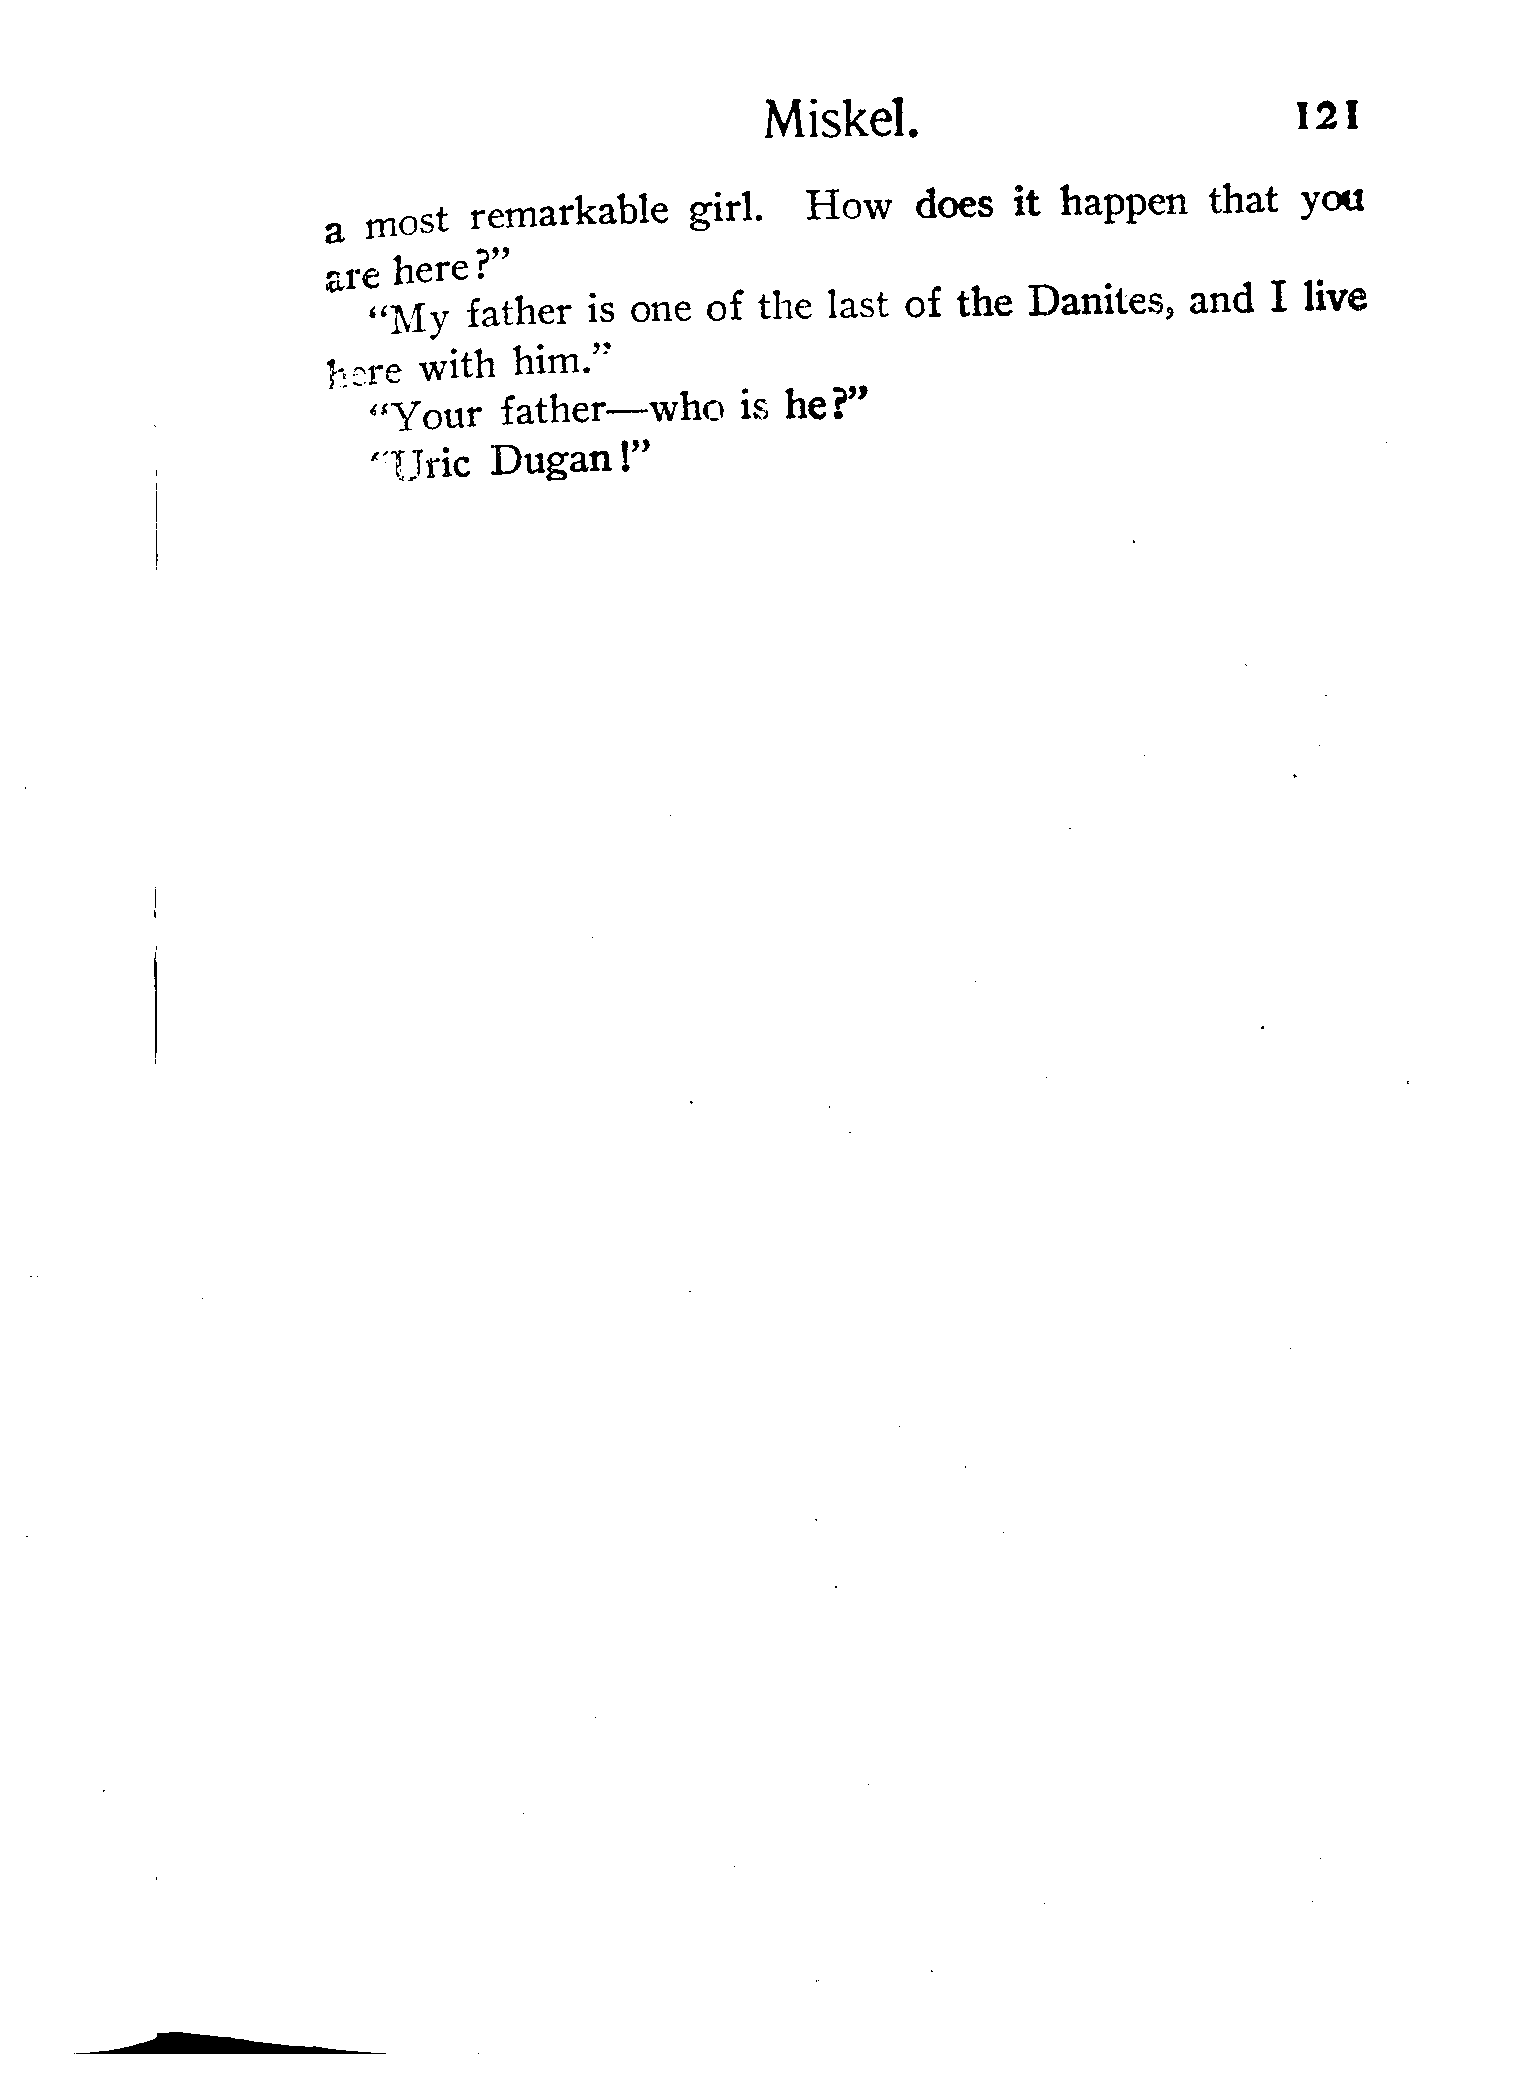 Miskel. 121
a most remarkable girl. How does it happen that you
are here?”
“My father is one of the last of the Danites, and I live
here with him.”
“Your father—who is he?”
“Uric Dugan!”